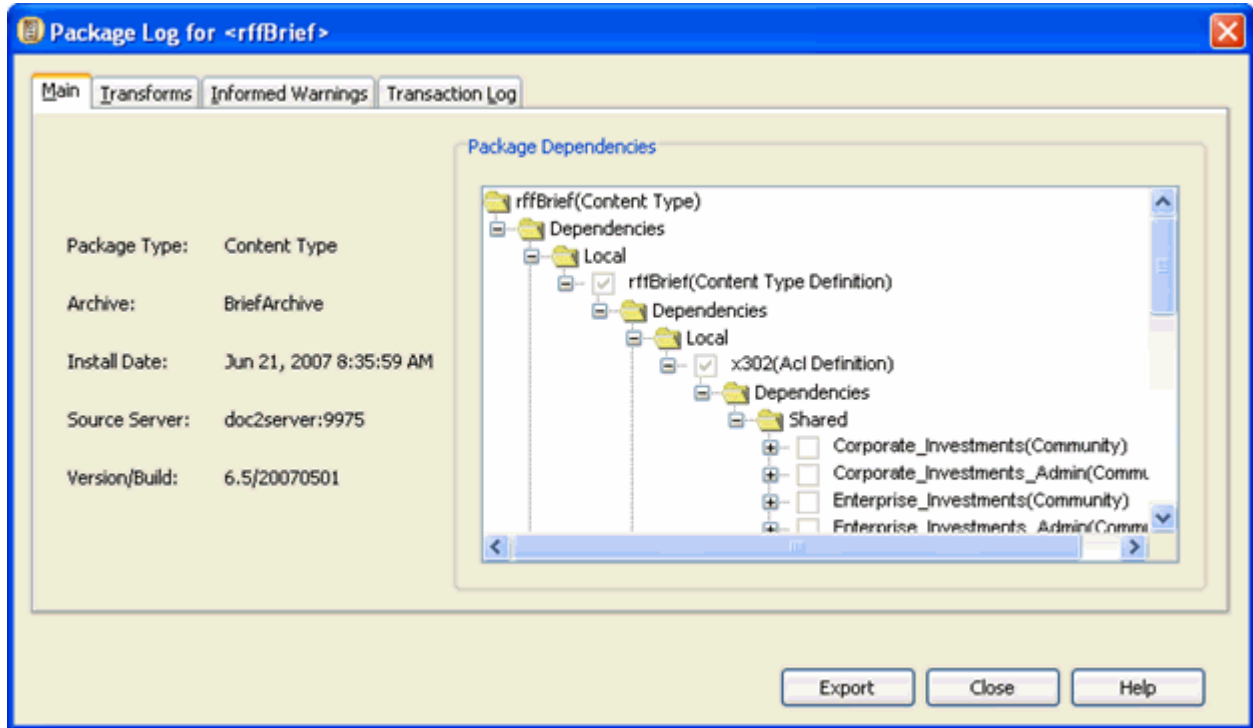 Package Log for <rffBrief>
Main Transforms Informed Warnings Transaction Log
Package Dependencies
rffBrief(Content Type)
Dependencies
Local
rffBrief(Content Type Definition)
Dependencies
Local
x302(Acl Definition)
Dependencies
Shared
Corporate_Investments(Community)
Corporate_Investments_Admin(Commu
Enterprise_Investments(Community)
Enterprise_Investments_Admin(Commu
Package Type: Content Type
Archive: BriefArchive
Install Date: Jun 21, 2007 8:35:59 AM
Source Server: doc2server:9975
Version/Build: 6.5/20070501
Export Close Help